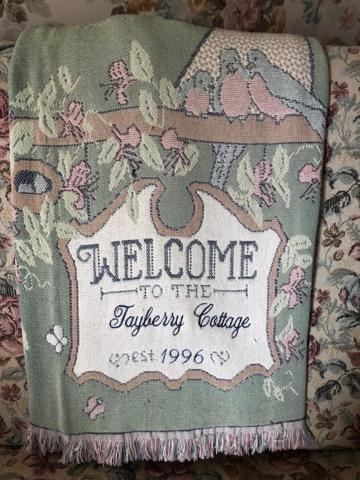 WELCOME
TO THE
Tayberry Cottage
est. 1996